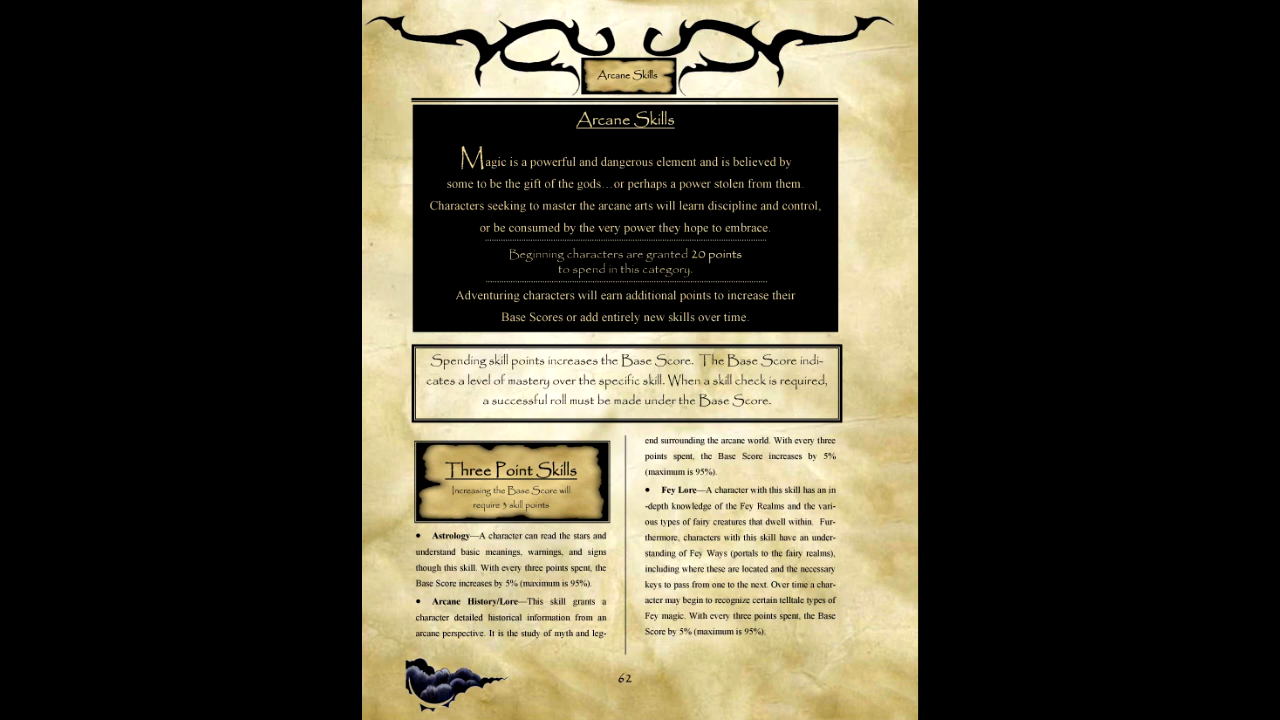 Arcane Skills
Arcane Skills
Magic is a powerful and dangerous element and is believed by
some to be the gift of the gods…or perhaps a power stolen from them.
Characters seeking to master the arcane arts will learn discipline and control,
or be consumed by the very power they hope to embrace.
Beginning characters are granted 20 points
to spend in this category.
Adventuring characters will earn additional points to increase their
Base Scores or add entirely new skills over time.
Spending skill points increases the Base Score. The Base Score indi-
cates a level of mastery over the specific skill. When a skill check is required,
a successful roll must be made under the Base Score.
Three Point Skills
Increasing the Base Score will
require 3 skill points
• Astrology—A character can read the stars and
understand basic meanings, warnings, and signs
though this skill. With every three points spent, the
Base Score increases by 5% (maximum is 95%).
• Arcane History/Lore—This skill grants a
character detailed historical information from an
arcane perspective. It is the study of myth and leg-
end surrounding the arcane world. With every three
points spent, the Base Score increases by 5%
(maximum is 95%).
• Fey Lore—A character with this skill has an in
-depth knowledge of the Fey Realms and the vari-
ous types of fairy creatures that dwell within. Fur-
thermore, characters with this skill have an under-
standing of Fey Ways (portals to the fairy realms),
including where these are located and the necessary
keys to pass from one to the next. Over time a char-
acter may begin to recognize certain telltale types of
Fey magic. With every three points spent, the Base
Score by 5% (maximum is 95%).
62